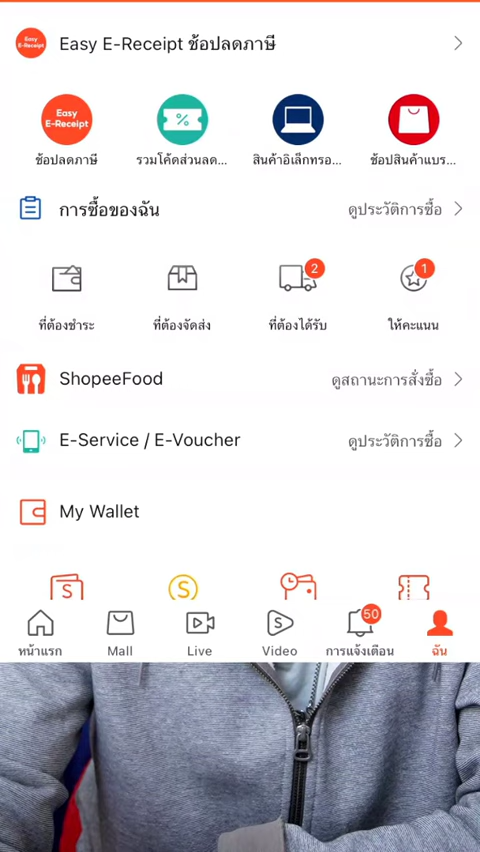 Easy E-Receipt
Easy E-Receipt ช้อปลดภาษี
Easy E-Receipt
ช้อปลดภาษี
รวมโค้ดส่วนลด...
สินค้าอิเล็กทรอ...
ช้อปสินค้าแบร...
การซื้อของฉัน
ดูประวัติการซื้อ
2
1
ที่ต้องชำระ
ที่ต้องจัดส่ง
ที่ต้องได้รับ
ให้คะแนน
ShopeeFood
ดูสถานะการสั่งซื้อ
E-Service / E-Voucher
ดูประวัติการซื้อ
My Wallet
S
S
S
50
หน้าแรก
Mall
Live
Video
การแจ้งเตือน
ฉัน